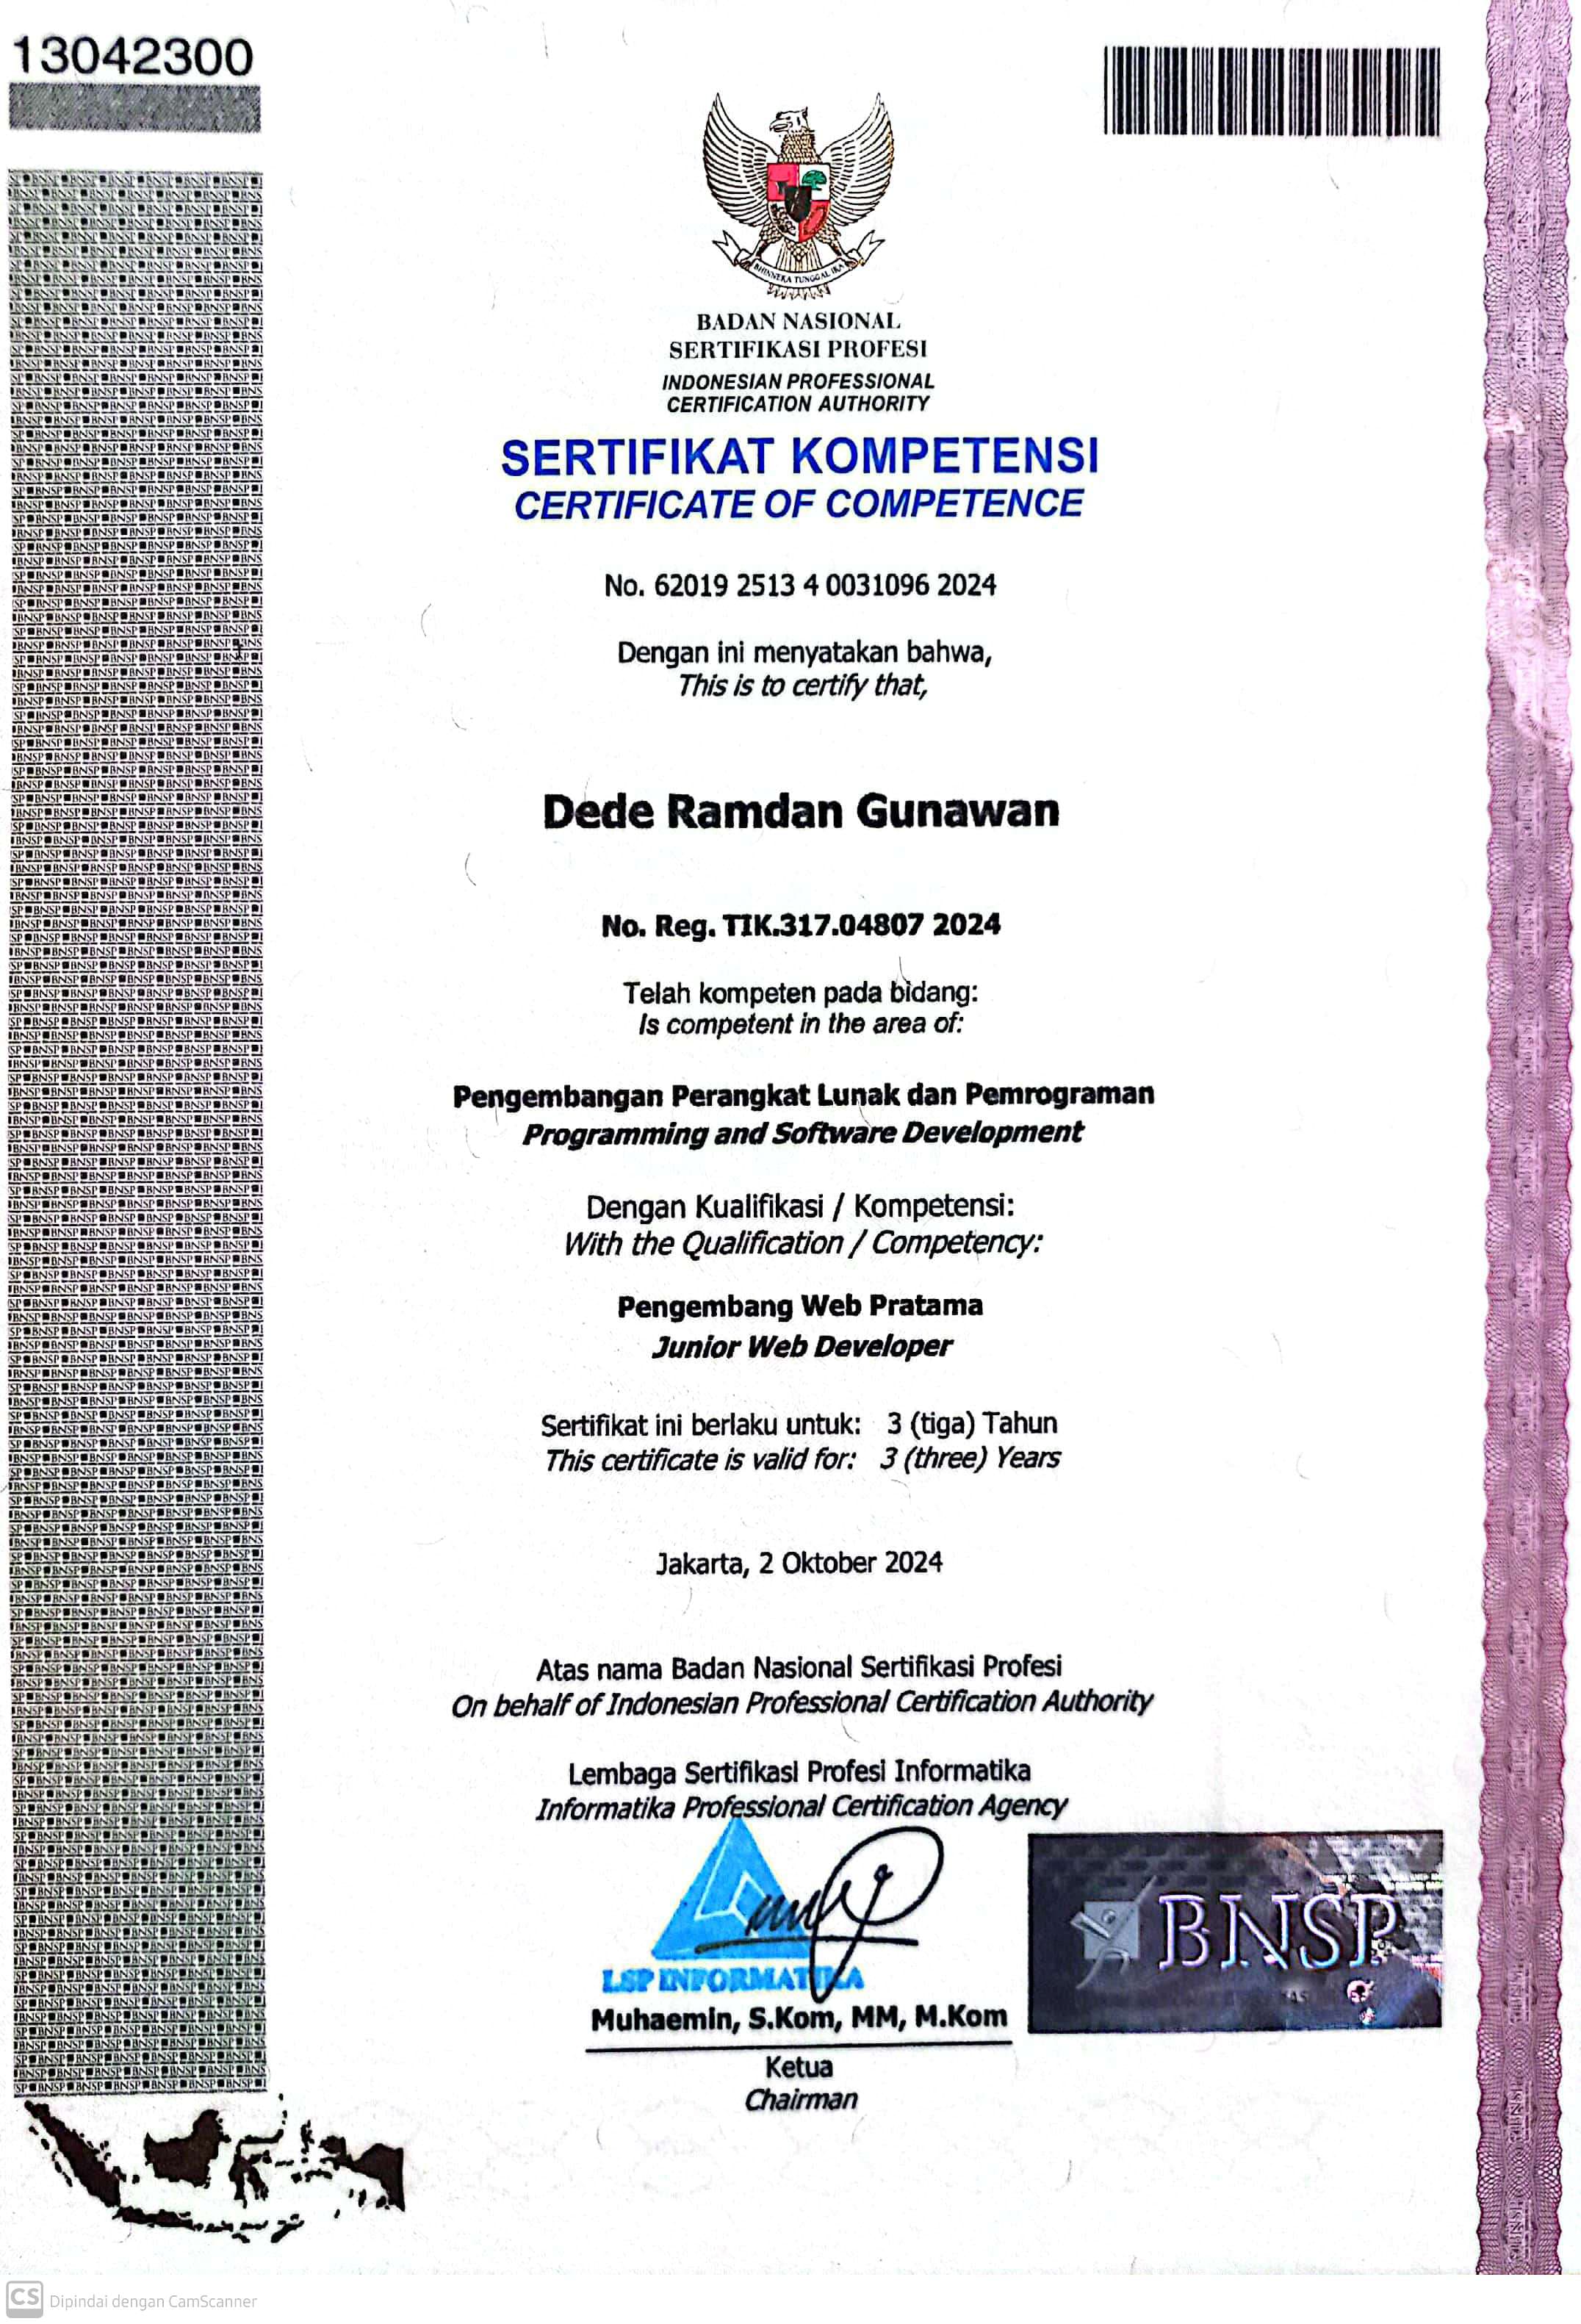 13042300
BHINNEKA TUNGGAL IKA
BADAN NASIONAL
SERTIFIKASI PROFESI
INDONESIAN PROFESSIONAL
CERTIFICATION AUTHORITY
SERTIFIKAT KOMPETENSI
CERTIFICATE OF COMPETENCE
No. 62019 2513 4 0031096 2024
Dengan ini menyatakan bahwa,
This is to certify that,
Dede Ramdan Gunawan
No. Reg. TIK.317.04807 2024
Telah kompeten pada bidang:
Is competent in the area of:
Pengembangan Perangkat Lunak dan Pemrograman
Programming and Software Development
Dengan Kualifikasi / Kompetensi:
With the Qualification / Competency:
Pengembang Web Pratama
Junior Web Developer
Sertifikat ini berlaku untuk: 3 (tiga) Tahun
This certificate is valid for: 3 (three) Years
Jakarta, 2 Oktober 2024
Atas nama Badan Nasional Sertifikasi Profesi
On behalf of Indonesian Professional Certification Authority
Lembaga Sertifikasi Profesi Informatika
Informatika Professional Certification Agency
LSP INFORMATIKA
BNSP
Muhaemin, S.Kom, MM, M.Kom
Ketua
Chairman
CS Dipindai dengan CamScanner